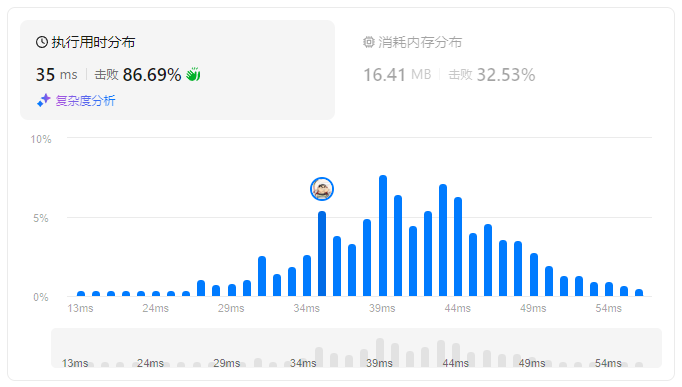 执行用时分布
消耗内存分布
35 ms 击败 86.69%
16.41 MB 击败 32.53%
复杂度分析
10%
5%
0%
13ms 24ms 29ms 34ms 39ms 44ms 54ms
13ms 24ms 29ms 34ms 39ms 44ms 49ms 54ms